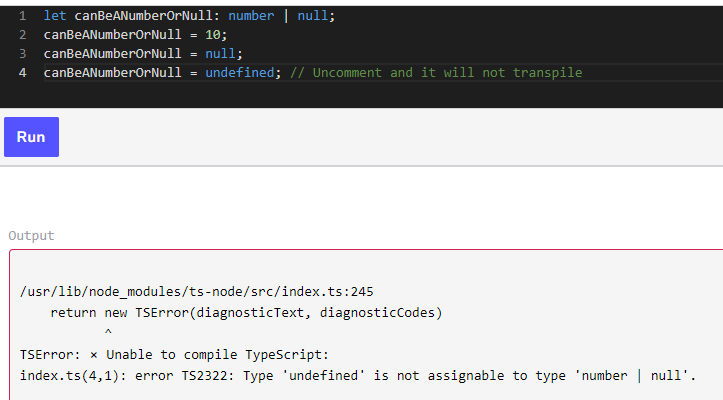 1 let canBeANumberOrNull: number | null;
2 canBeANumberOrNull = 10;
3 canBeANumberOrNull = null;
4 canBeANumberOrNull = undefined; // Uncomment and it will not transpile
Run
Output
/usr/lib/node_modules/ts-node/src/index.ts:245
    return new TSError(diagnosticText, diagnosticCodes)
           ^
TSError: ⨯ Unable to compile TypeScript:
index.ts(4,1): error TS2322: Type 'undefined' is not assignable to type 'number | null'.